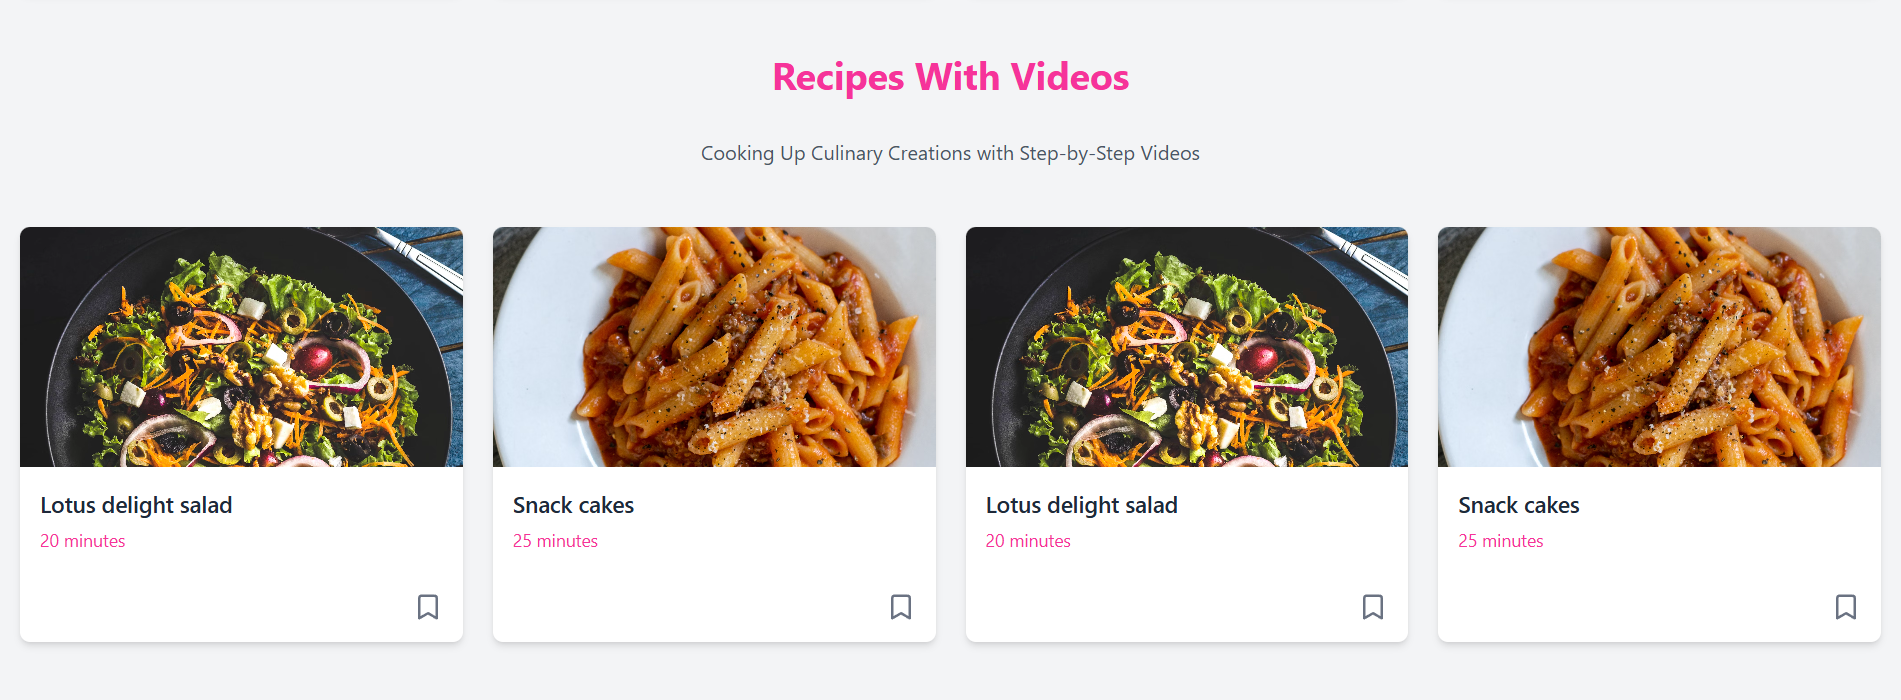 Recipes With Videos
Cooking Up Culinary Creations with Step-by-Step Videos
Lotus delight salad
20 minutes
Snack cakes
25 minutes
Lotus delight salad
20 minutes
Snack cakes
25 minutes